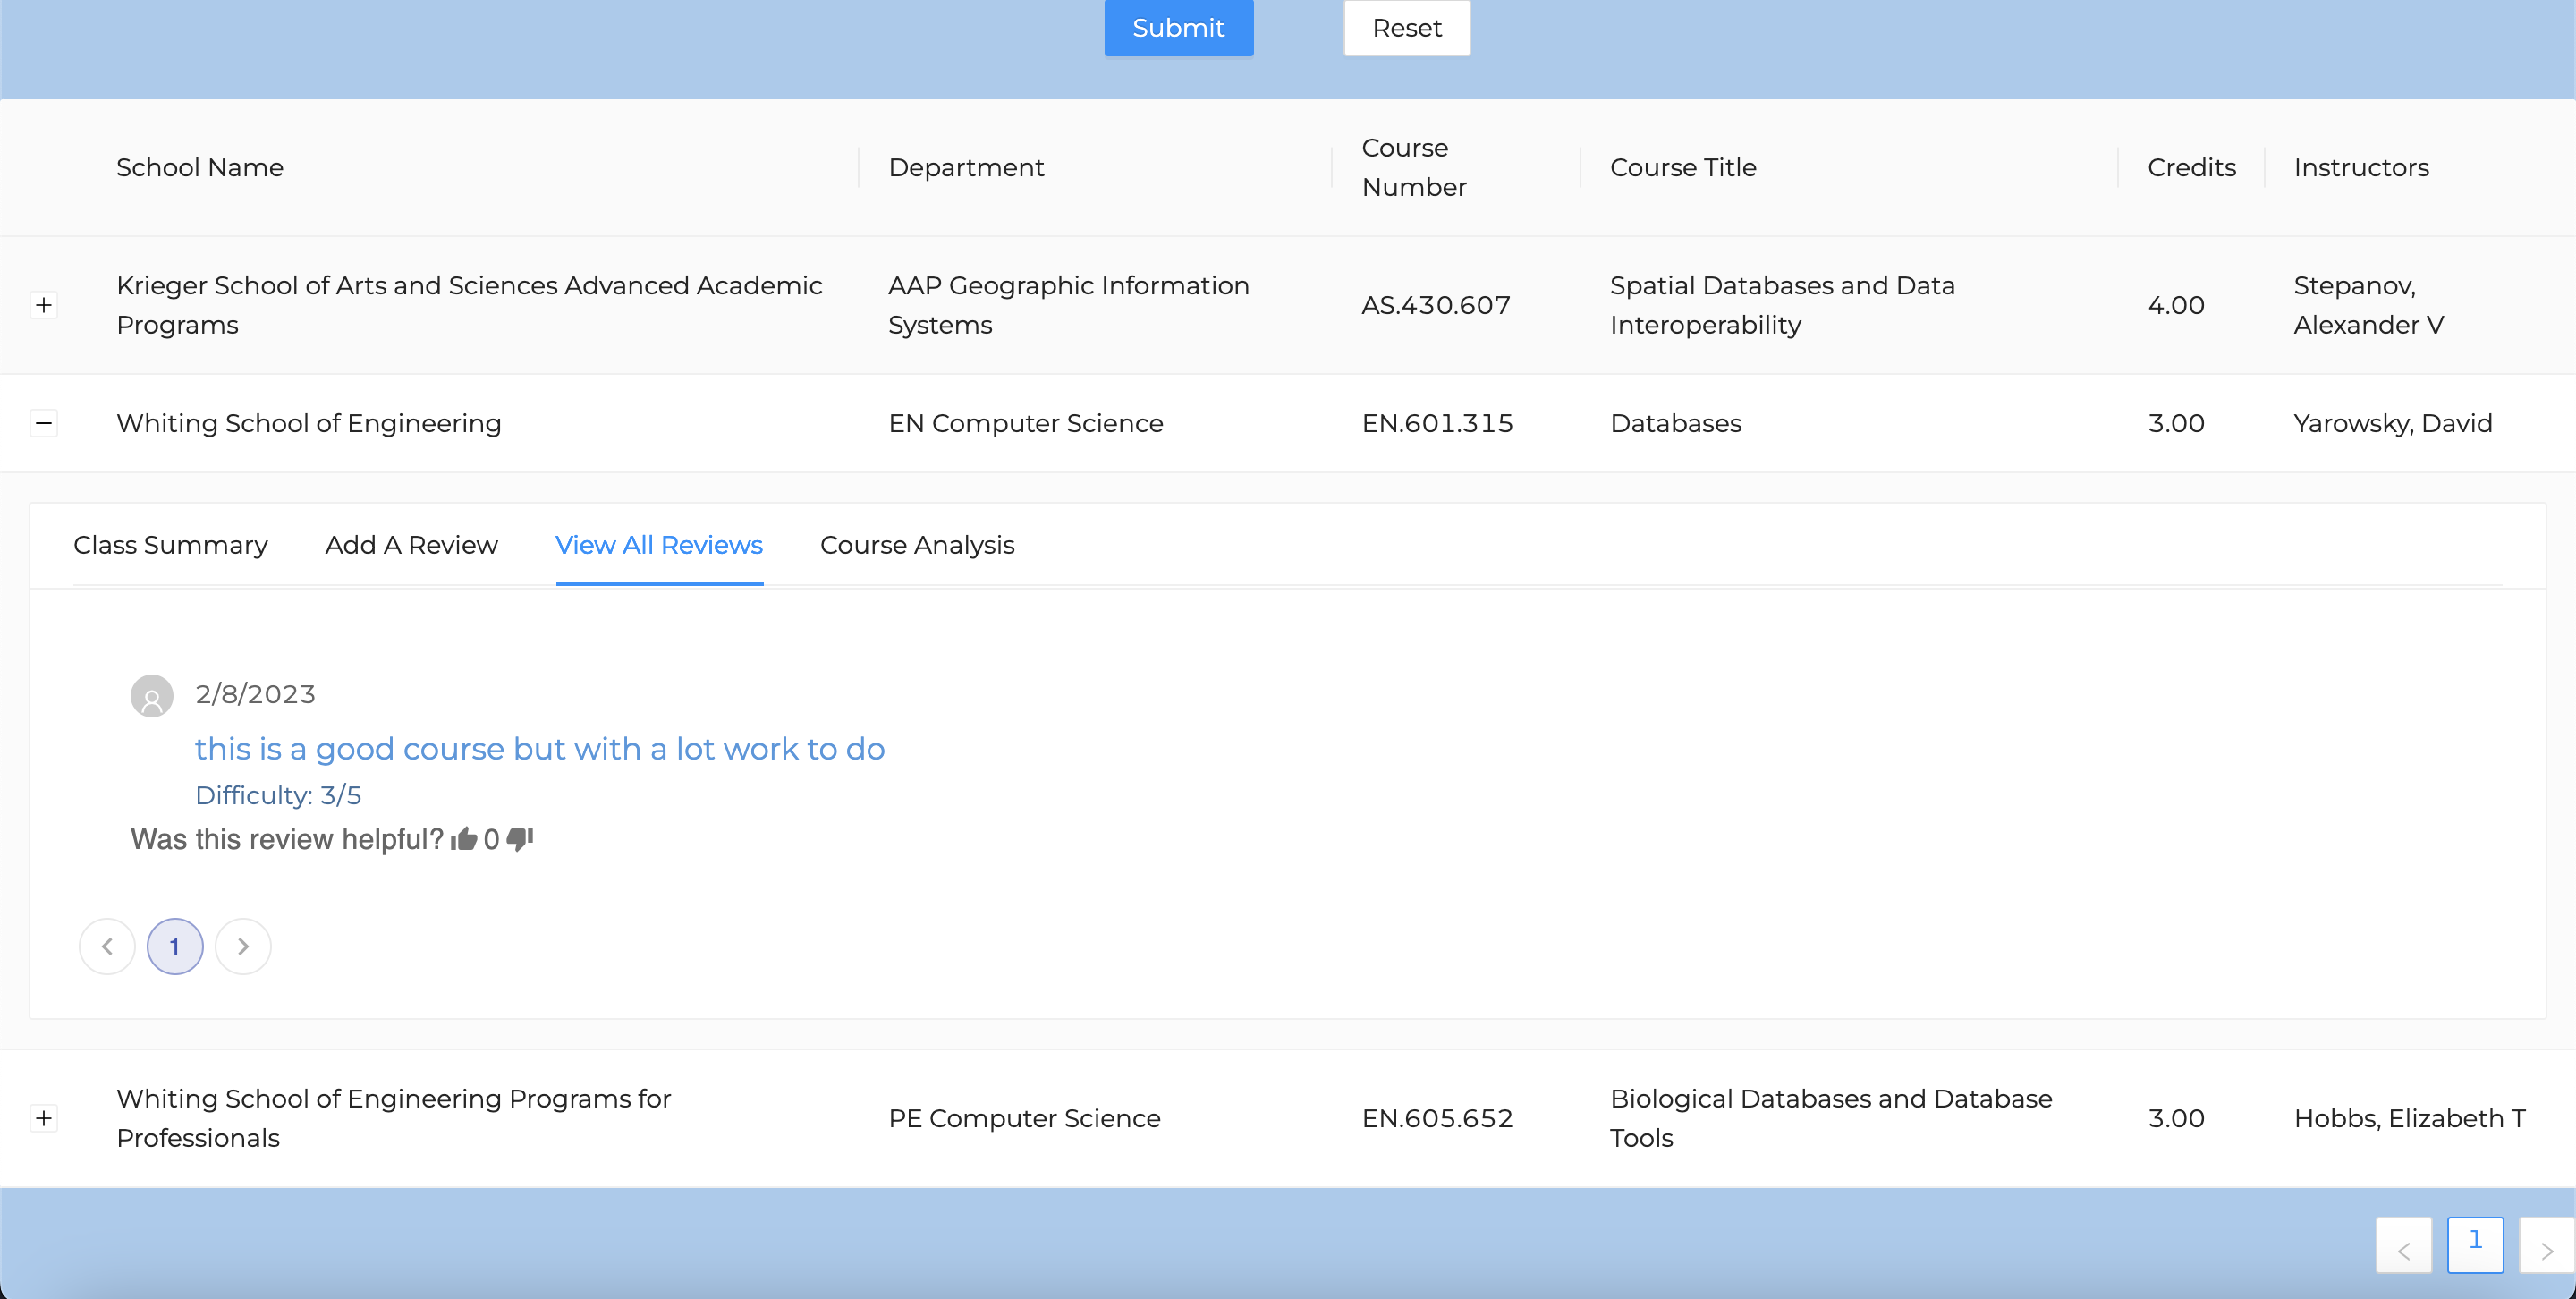 Submit Reset
School Name Department Course Number Course Title Credits Instructors
Krieger School of Arts and Sciences Advanced Academic Programs AAP Geographic Information Systems AS.430.607 Spatial Databases and Data Interoperability 4.00 Stepanov, Alexander V
Whiting School of Engineering EN Computer Science EN.601.315 Databases 3.00 Yarowsky, David
Class Summary Add A Review View All Reviews Course Analysis
2/8/2023
this is a good course but with a lot work to do
Difficulty: 3/5
Was this review helpful? 0
1
Whiting School of Engineering Programs for Professionals PE Computer Science EN.605.652 Biological Databases and Database Tools 3.00 Hobbs, Elizabeth T
1